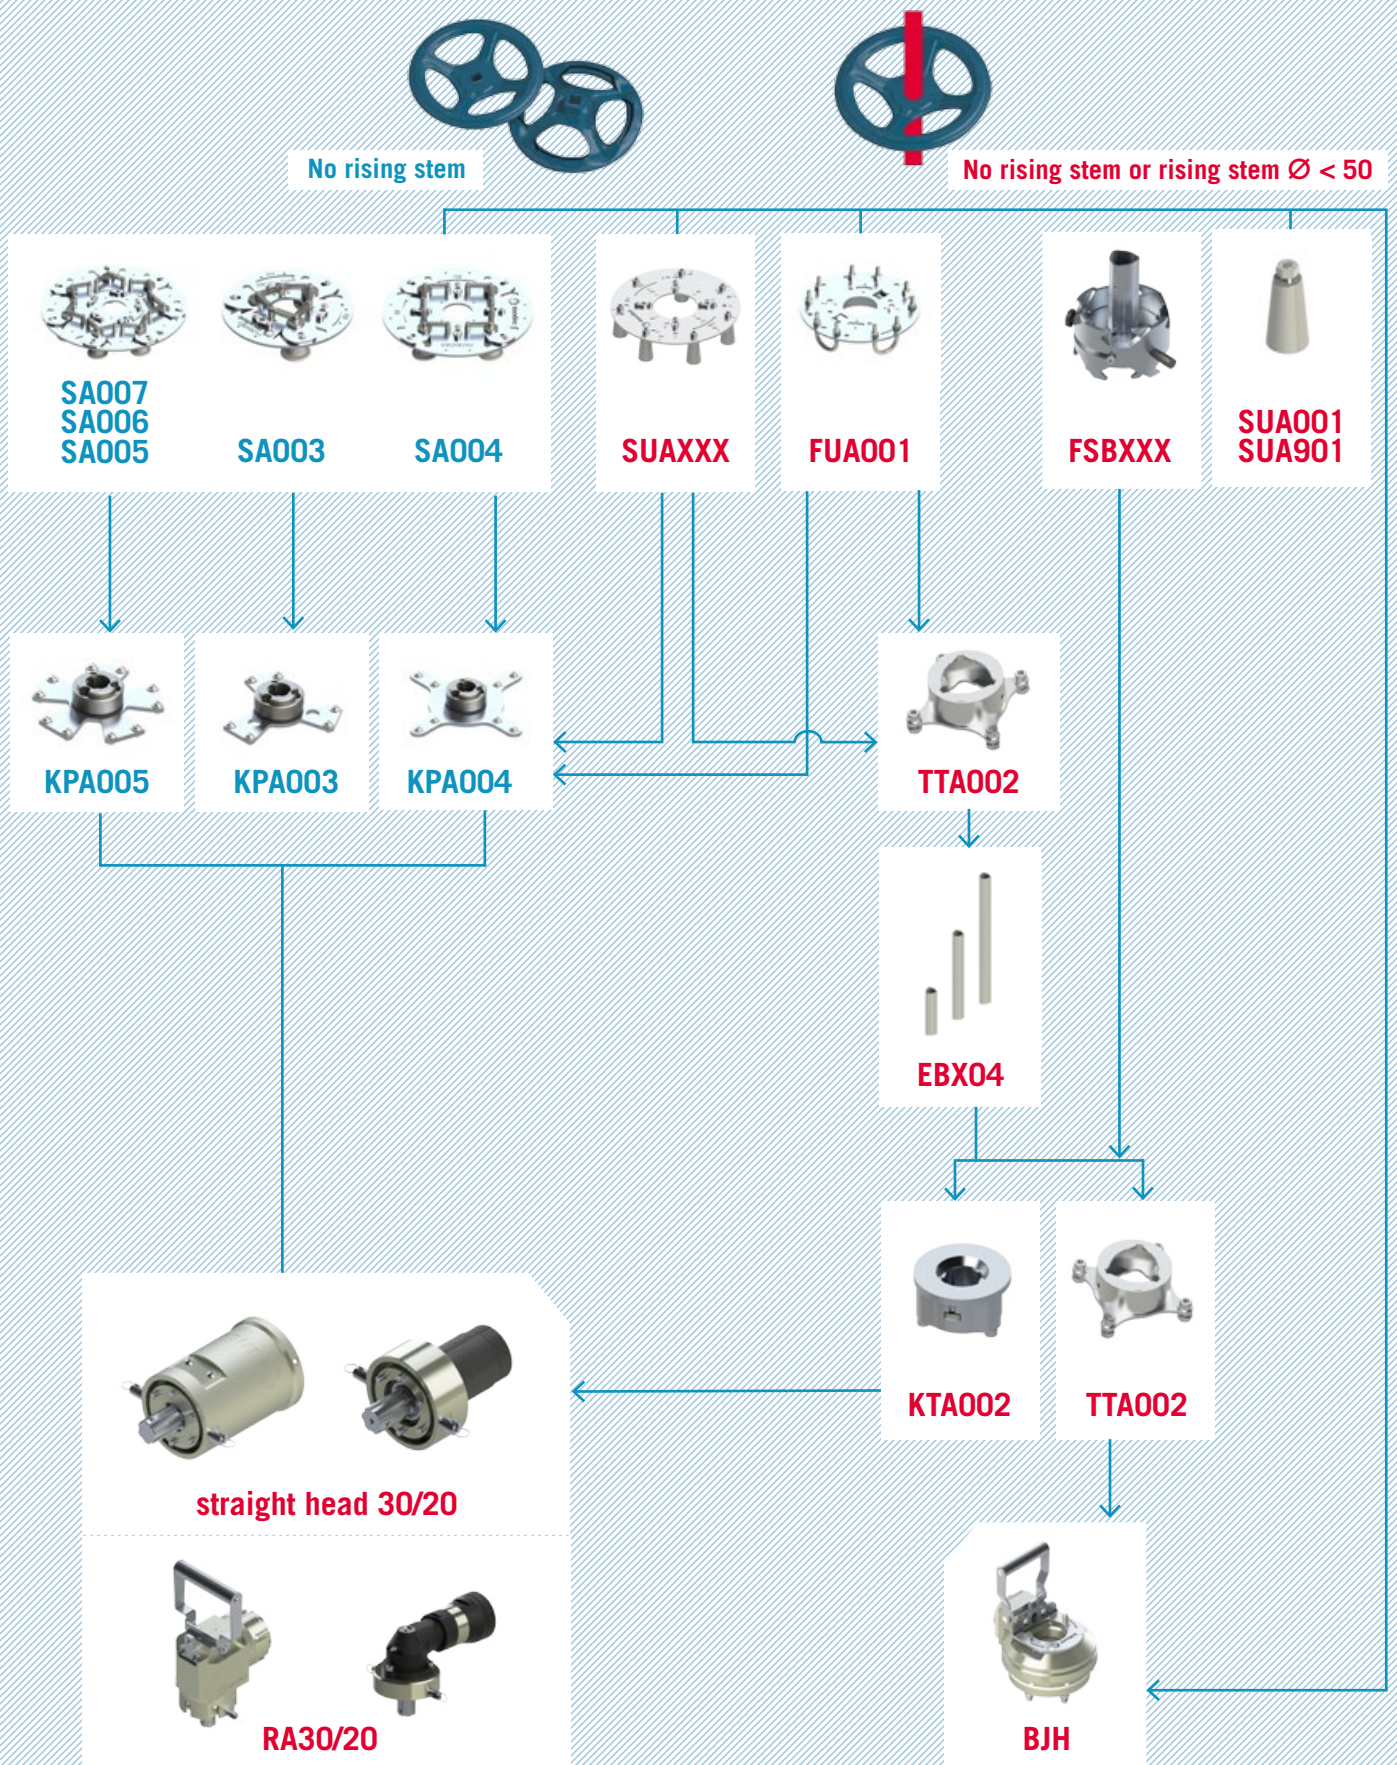 No rising stem
No rising stem or rising stem Ø < 50
SA007
SA006
SA005
SA003
SA004
SUAXXX
FUA001
FSBXXX
SUA001
SUA901
KPA005
KPA003
KPA004
TTA002
EBX04
KTA002
TTA002
straight head 30/20
RA30/20
BJH